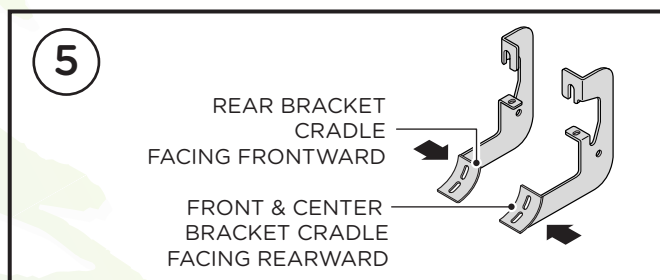 5
REAR BRACKET
CRADLE
FACING FRONTWARD
FRONT & CENTER
BRACKET CRADLE
FACING REARWARD